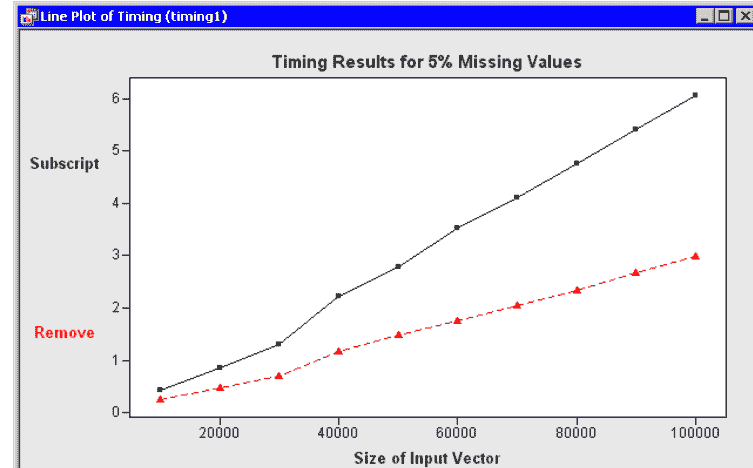 Line Plot of Timing (timing1)
Timing Results for 5% Missing Values
6
Subscript
5
4
3
2
Remove
1
0
20000 40000 60000 80000 100000
Size of Input Vector